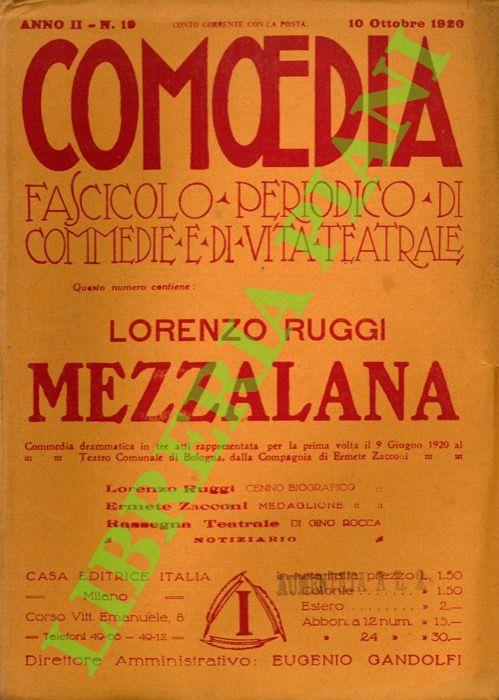 ANNO II - N. 19 CONTO CORRENTE CON LA POSTA. 10 Ottobre 1920
COMŒDIA
FASCICOLO PERIODICO DI
COMMEDIE E DI VITA TEATRALE
Questo numero contiene:
LORENZO RUGGI
MEZZALANA
Commedia drammatica in tre atti rappresentata per la prima volta il 9 Giugno 1920 al
Teatro Comunale di Bologna, dalla Compagnia di Ermete Zacconi
Lorenzo Ruggi CENNO BIOGRAFICO
Ermete Zacconi MEDAGLIONE
Rassegna Teatrale DI GINO ROCCA
NOTIZIARIO
CASA EDITRICE ITALIA
Milano
Corso Vitt. Emanuele, 8
Telefoni 49-66 - 49-12
I
prezzo L. 1.50
Colonie » 1.50
Estero » 2.—
Abbon. a 12 num. » 15.—
» 24 » » 30.—
Direttore Amministrativo: EUGENIO GANDOLFI
LIBRERIA PIANI